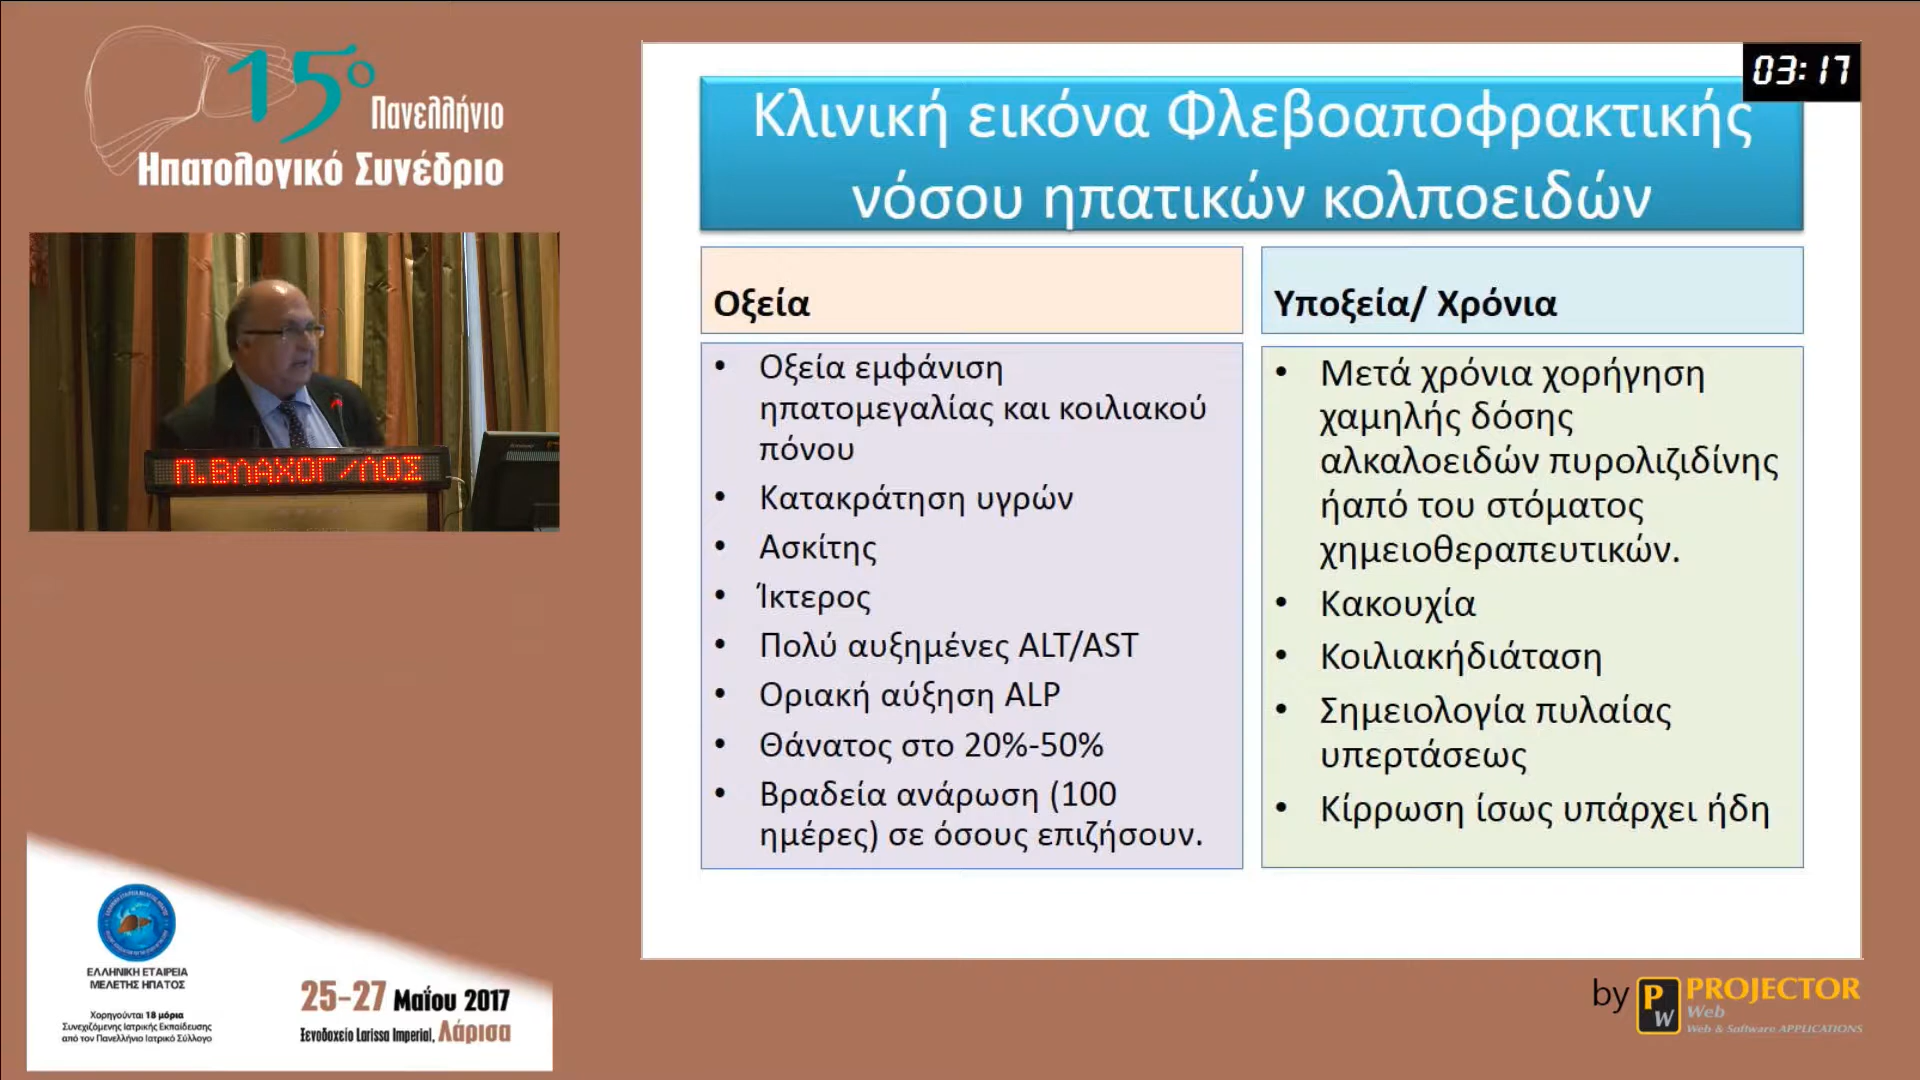 15ο
Πανελλήνιο
Ηπατολογικό Συνέδριο
Π.ΒΛΑΧΟΓ/ΛΟΣ
03:17
Κλινική εικόνα Φλεβοαποφρακτικής
νόσου ηπατικών κολποειδών
Οξεία
• Οξεία εμφάνιση
ηπατομεγαλίας και κοιλιακού
πόνου
• Κατακράτηση υγρών
• Ασκίτης
• Ίκτερος
• Πολύ αυξημένες ALT/AST
• Οριακή αύξηση ALP
• Θάνατος στο 20%-50%
• Βραδεία ανάρωση (100
ημέρες) σε όσους επιζήσουν.
Υποξεία/ Χρόνια
• Μετά χρόνια χορήγηση
χαμηλής δόσης
αλκαλοειδών πυρολιζιδίνης
ήαπό του στόματος
χημειοθεραπευτικών.
• Κακουχία
• Κοιλιακήδιάταση
• Σημειολογία πυλαίας
υπερτάσεως
• Κίρρωση ίσως υπάρχει ήδη
ΕΛΛΗΝΙΚΗ ΕΤΑΙΡΕΙΑ
ΜΕΛΕΤΗΣ ΗΠΑΤΟΣ
Χορηγούνται 18 μόρια
Συνεχιζόμενης Ιατρικής Εκπαίδευσης
από τον Πανελλήνιο Ιατρικό Σύλλογο
25-27 Μαΐου 2017
Ξενοδοχείο Larissa Imperial, Λάρισα
by PW PROJECTOR
Web
Web & Software APPLICATIONS